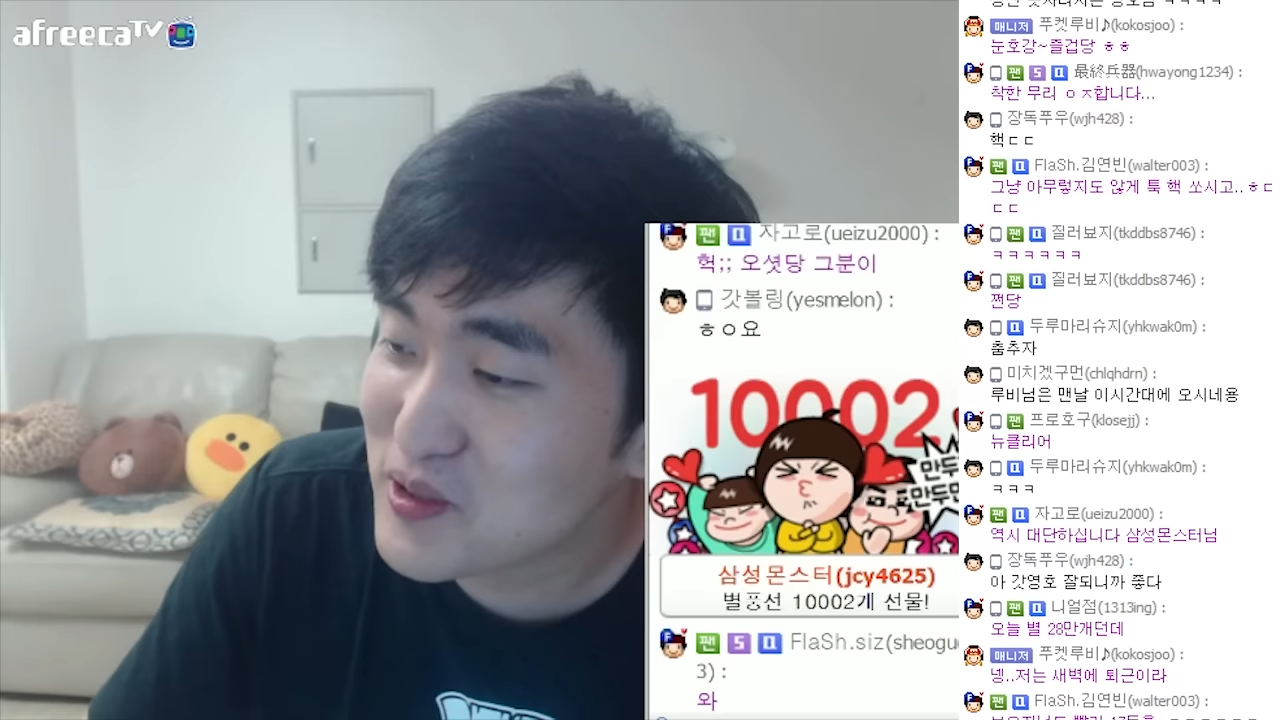 afreecaTV
자고로(ueizu2000) :
헉;; 오셧당 그분이
갓볼링(yesmelon) :
ㅎㅇ요
10002
만두
만두
삼성몬스터(jcy4625)
별풍선 10002개 선물!
팬 S FlaSh.siz(sheogu
3) :
와
매니저 푸켓루비♪(kokosjoo) :
눈호강~즐겁당 ㅎㅎ
팬 S 最終兵器(hwayong1234) :
착한 무리 ㅇㅈ합니다...
장독푸우(wjh428) :
핵ㄷㄷ
팬 FlaSh.김연빈(walter003) :
그냥 아무렇지도 않게 툭 핵 쏘시고..ㅎㄷ
ㄷㄷ
팬 질러보지(tkddbs8746) :
ㅋㅋㅋㅋㅋㅋ
팬 질러보지(tkddbs8746) :
쩐당
두루마리슈지(yhkwak0m) :
춤추자
미치겠구먼(chlqhdrn) :
루비님은 맨날 이시간대에 오시네용
팬 프로호구(klosejj) :
뉴클리어
두루마리슈지(yhkwak0m) :
ㅋㅋㅋ
팬 자고로(ueizu2000) :
역시 대단하십니다 삼성몬스터님
장독푸우(wjh428) :
아 갓영호 잘되니까 좋다
팬 니얼점(1313ing) :
오늘 별 28만개던데
매니저 푸켓루비♪(kokosjoo) :
넹..저는 새벽에 퇴근이라
팬 FlaSh.김연빈(walter003) :